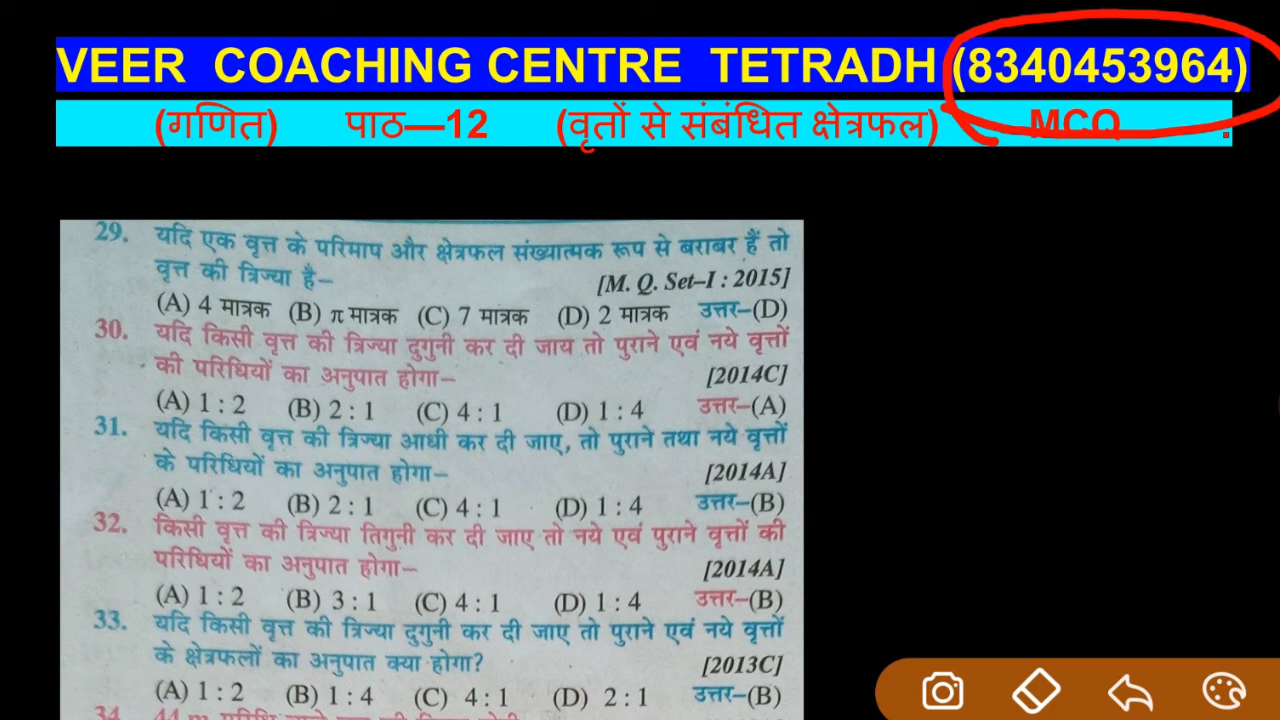 VEER COACHING CENTRE TETRADH (8340453964)
(गणित) पाठ—12 (वृतों से संबंधित क्षेत्रफल) MCQ .
29. यदि एक वृत्त के परिमाप और क्षेत्रफल संख्यात्मक रूप से बराबर हैं तो
वृत्त की त्रिज्या है– [M. Q. Set–I : 2015]
(A) 4 मात्रक (B) π मात्रक (C) 7 मात्रक (D) 2 मात्रक उत्तर–(D)
30. यदि किसी वृत्त की त्रिज्या दुगुनी कर दी जाय तो पुराने एवं नये वृत्तों
की परिधियों का अनुपात होगा– [2014C]
(A) 1 : 2 (B) 2 : 1 (C) 4 : 1 (D) 1 : 4 उत्तर–(A)
31. यदि किसी वृत्त की त्रिज्या आधी कर दी जाए, तो पुराने तथा नये वृत्तों
के परिधियों का अनुपात होगा– [2014A]
(A) 1 : 2 (B) 2 : 1 (C) 4 : 1 (D) 1 : 4 उत्तर–(B)
32. किसी वृत्त की त्रिज्या तिगुनी कर दी जाए तो नये एवं पुराने वृत्तों की
परिधियों का अनुपात होगा– [2014A]
(A) 1 : 2 (B) 3 : 1 (C) 4 : 1 (D) 1 : 4 उत्तर–(B)
33. यदि किसी वृत्त की त्रिज्या दुगुनी कर दी जाए तो पुराने एवं नये वृत्तों
के क्षेत्रफलों का अनुपात क्या होगा? [2013C]
(A) 1 : 2 (B) 1 : 4 (C) 4 : 1 (D) 2 : 1 उत्तर–(B)
34. 44 m